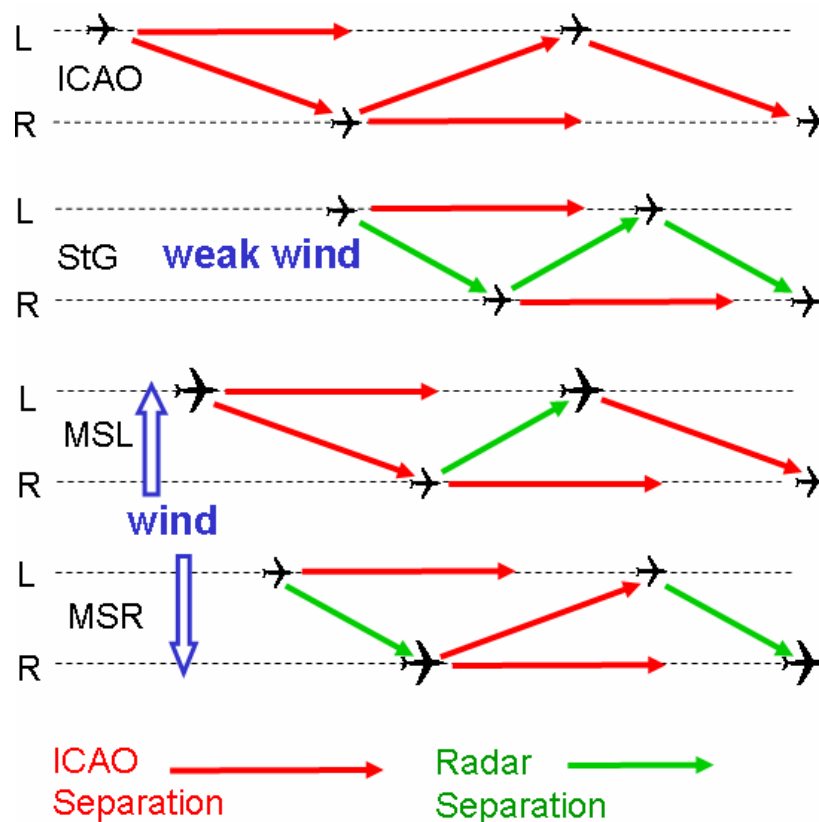 L
ICAO
R
L
StG weak wind
R
L
MSL
R
wind
L
MSR
R
ICAO Separation
Radar Separation